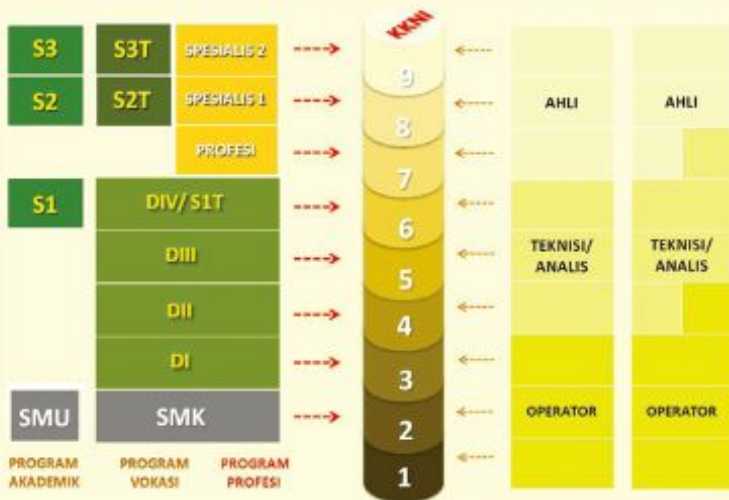 KKNI
S3 S3T SPESIALIS 2 9
S2 S2T SPESIALIS 1 8 AHLI AHLI
PROFESI 7
S1 DIV/ S1T 6
DIII 5 TEKNISI/ ANALIS TEKNISI/ ANALIS
DII 4
DI 3
SMU SMK 2 OPERATOR OPERATOR
1
PROGRAM AKADEMIK
PROGRAM VOKASI
PROGRAM PROFESI